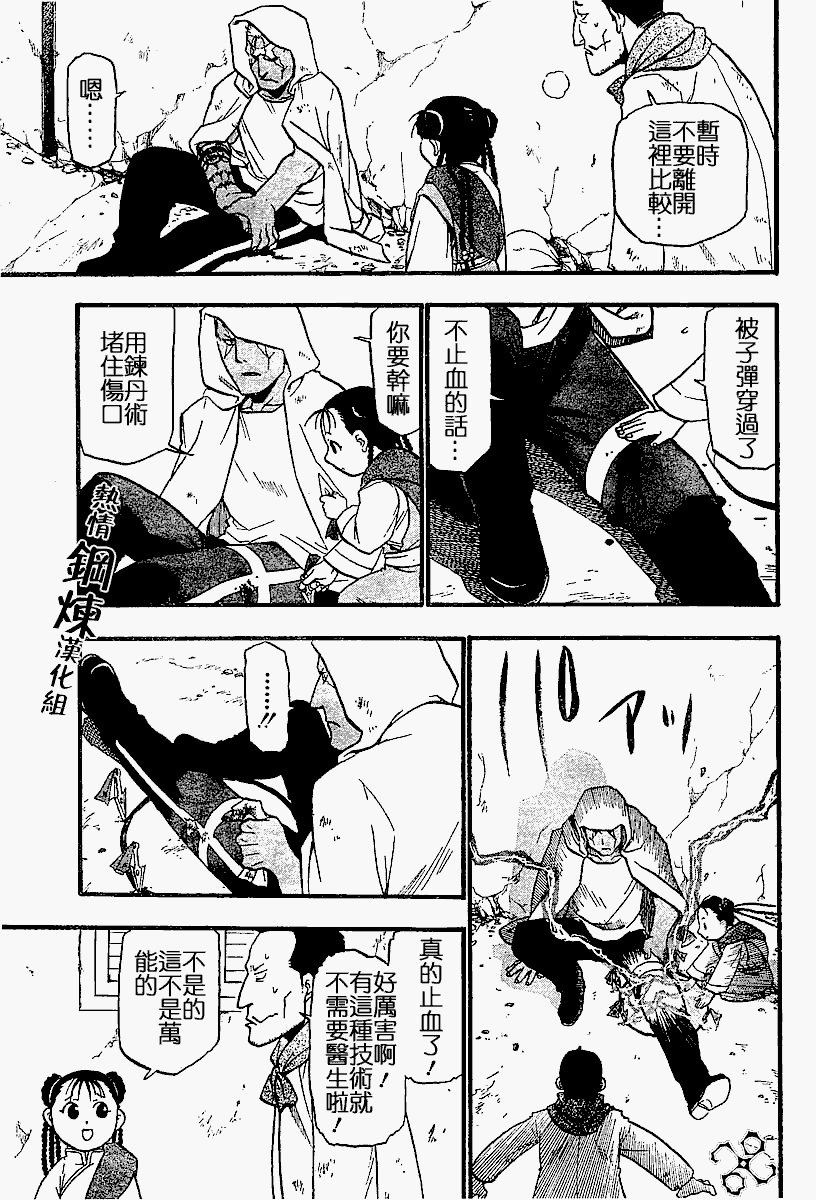 暫時
不要離開
這裡比較…
嗯……
被子彈穿過了
不止血的話…
你要幹嘛
用鍊丹術
堵住傷口
熱情
鋼煉
漢化組
パアッ
……!!
真的止血了！
好厲害啊！
有這種技術就
不需要醫生啦！
不是的
這不是萬
能的